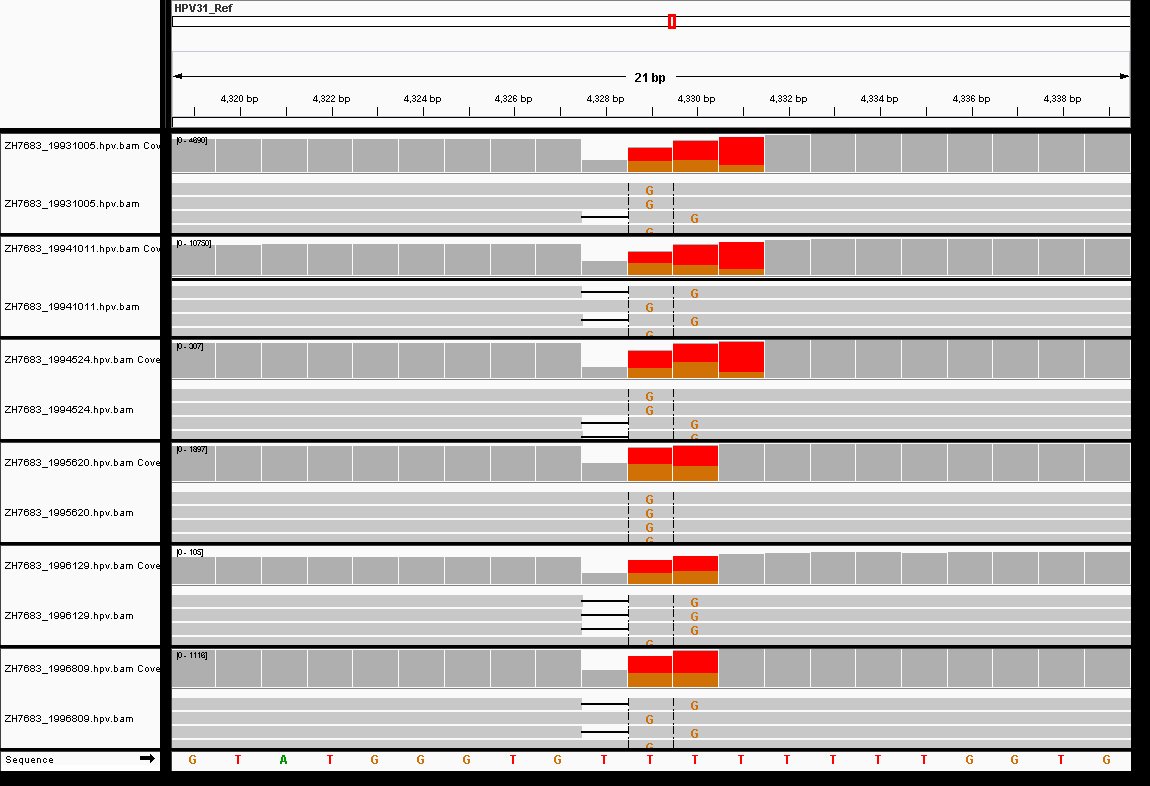 HPV31_Ref
21 bp
4,320 bp 4,322 bp 4,324 bp 4,326 bp 4,328 bp 4,330 bp 4,332 bp 4,334 bp 4,336 bp 4,338 bp
ZH7683_19931005.hpv.bam Cov
[0 - 4690]
G
ZH7683_19931005.hpv.bam
G
G
G
ZH7683_19941011.hpv.bam Cov
[0 - 10750]
G
ZH7683_19941011.hpv.bam
G
G
G
ZH7683_1994524.hpv.bam Cove
[0 - 307]
G
ZH7683_1994524.hpv.bam
G
G
G
ZH7683_1995620.hpv.bam Cove
[0 - 1897]
G
ZH7683_1995620.hpv.bam
G
G
G
ZH7683_1996129.hpv.bam Cove
[0 - 105]
G
ZH7683_1996129.hpv.bam
G
G
G
ZH7683_1996809.hpv.bam Cove
[0 - 1116]
G
ZH7683_1996809.hpv.bam
G
G
G
Sequence G T A T G G G T G T T T T T T T T G G T G